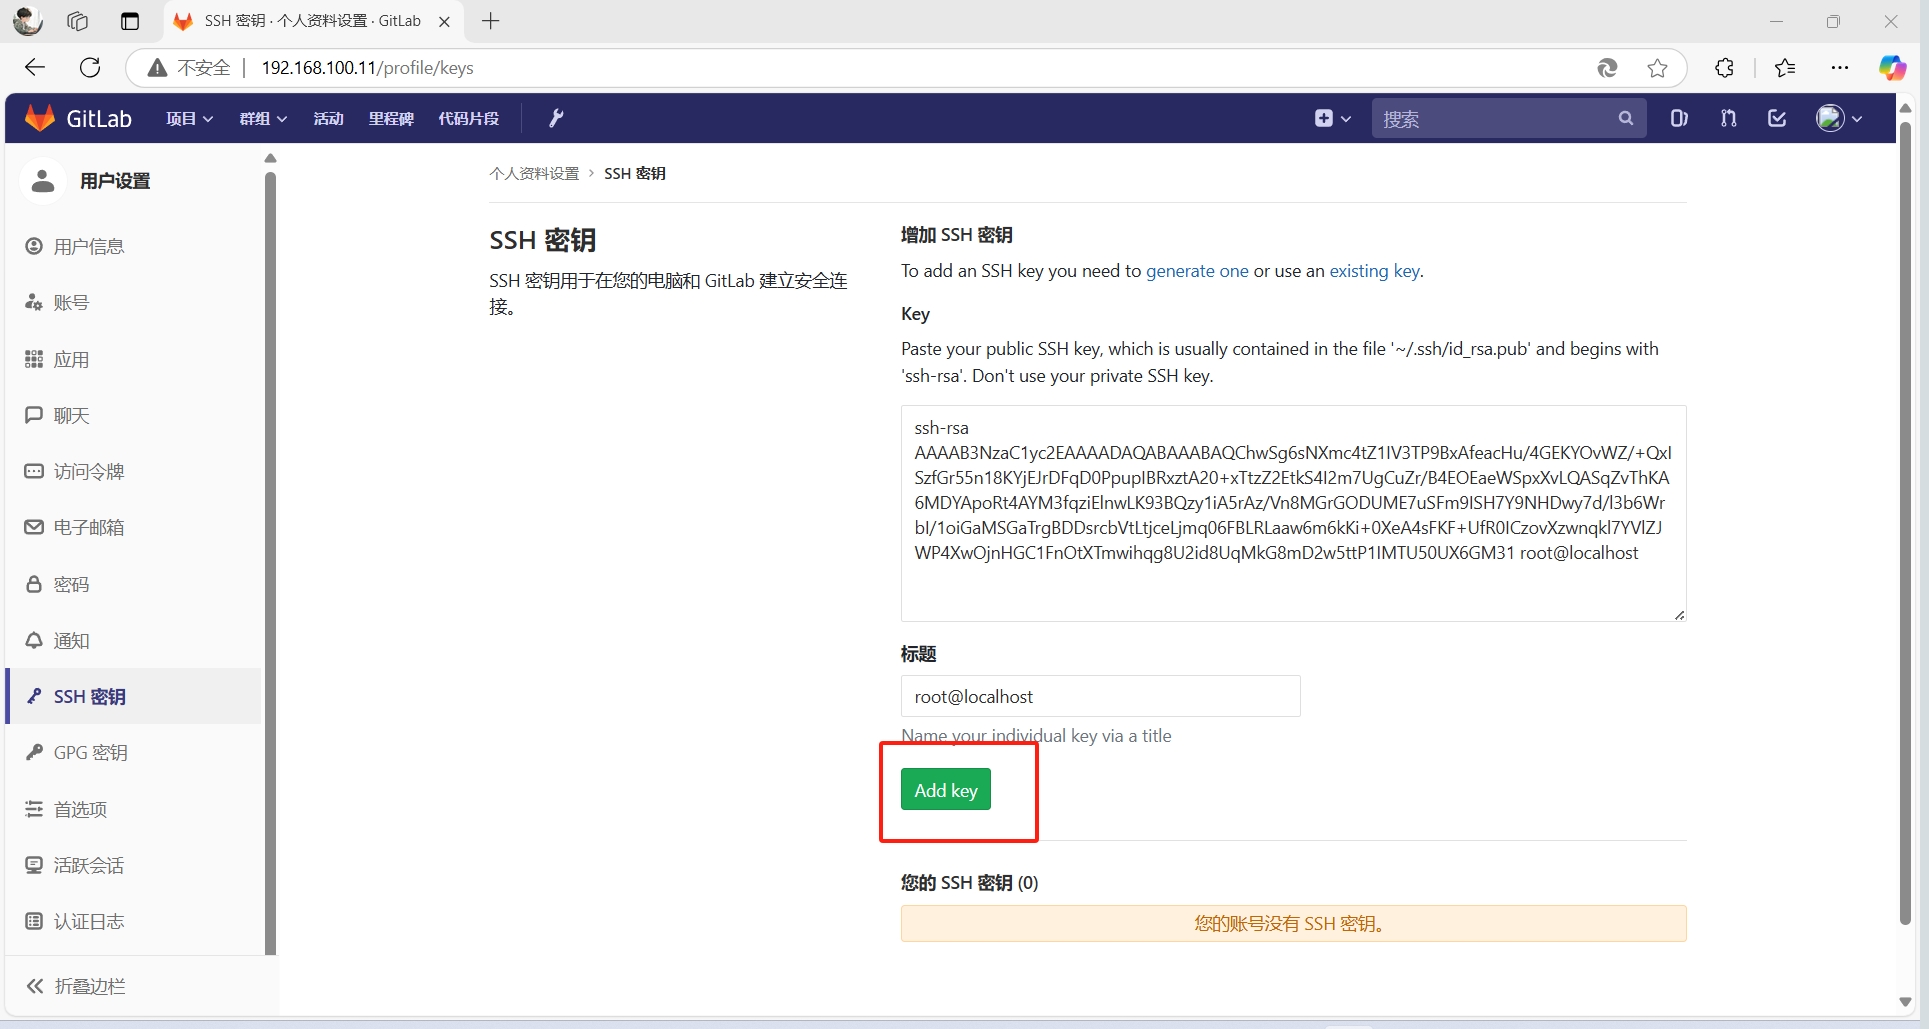 SSH 密钥 · 个人资料设置 · GitLab
不安全
192.168.100.11/profile/keys
GitLab
项目
群组
活动
里程碑
代码片段
搜索
用户设置
用户信息
账号
应用
聊天
访问令牌
电子邮箱
密码
通知
SSH 密钥
GPG 密钥
首选项
活跃会话
认证日志
折叠边栏
个人资料设置 › SSH 密钥
SSH 密钥
SSH 密钥用于在您的电脑和 GitLab 建立安全连
接。
增加 SSH 密钥
To add an SSH key you need to generate one or use an existing key.
Key
Paste your public SSH key, which is usually contained in the file '~/.ssh/id_rsa.pub' and begins with
'ssh-rsa'. Don't use your private SSH key.
ssh-rsa
AAAAB3NzaC1yc2EAAAADAQABAAABAQChwSg6sNXmc4tZ1IV3TP9BxAfeacHu/4GEKYOvWZ/+QxI
SzfGr55n18KYjEJrDFqD0PpupIBRxztA20+xTtzZ2EtkS4I2m7UgCuZr/B4EOEaeWSpxXvLQASqZvThKA
6MDYApoRt4AYM3fqziElnwLK93BQzy1iA5rAz/Vn8MGrGODUME7uSFm9ISH7Y9NHDwy7d/l3b6Wr
bI/1oiGaMSGaTrgBDDsrcbVtLtjceLjmq06FBLRLaaw6m6kKi+0XeA4sFKF+UfR0ICzovXzwnqkl7YVlZJ
WP4XwOjnHGC1FnOtXTmwihqg8U2id8UqMkG8mD2w5ttP1IMTU50UX6GM31 root@localhost
标题
root@localhost
Name your individual key via a title
Add key
您的 SSH 密钥 (0)
您的账号没有 SSH 密钥。